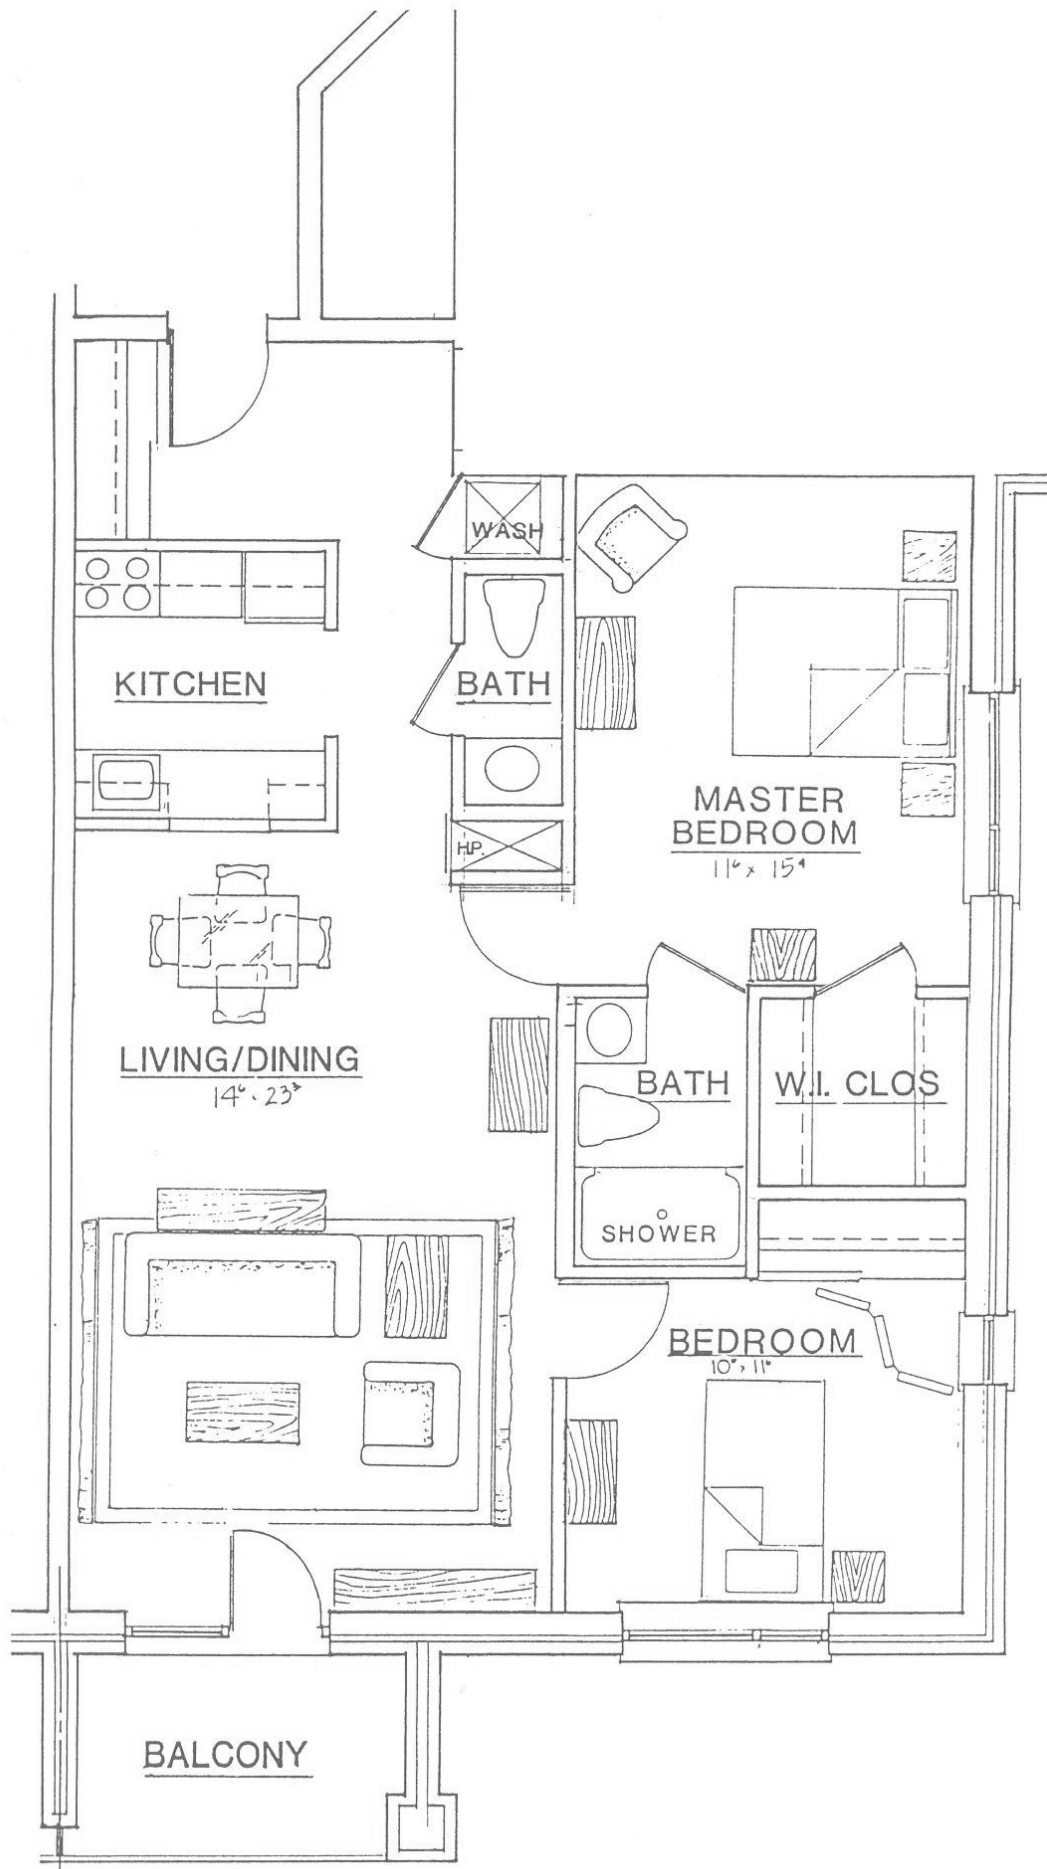 WASH
KITCHEN
BATH
MASTER
BEDROOM
11⁶ x 15⁴
H.P.
LIVING/DINING
14⁶ · 23³
BATH
W.I. CLOS
SHOWER
BEDROOM
10⁰ x 11⁰
BALCONY